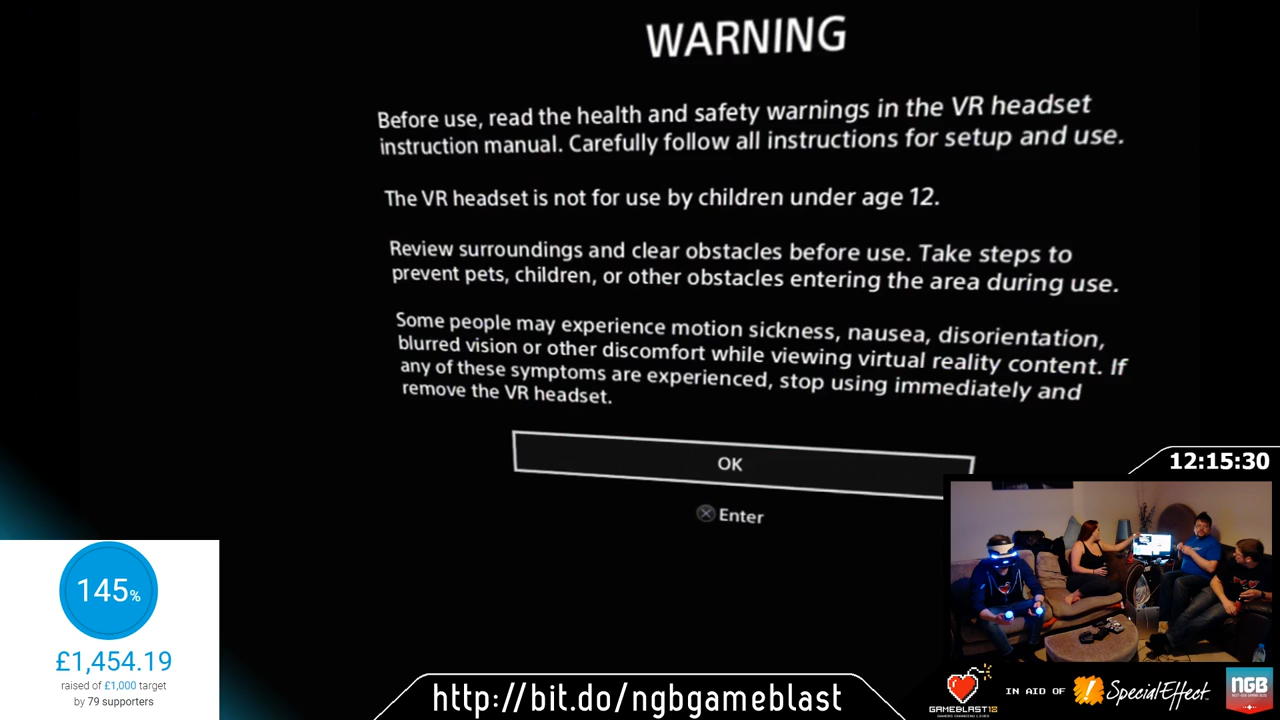 WARNING
Before use, read the health and safety warnings in the VR headset
instruction manual. Carefully follow all instructions for setup and use.
The VR headset is not for use by children under age 12.
Review surroundings and clear obstacles before use. Take steps to
prevent pets, children, or other obstacles entering the area during use.
Some people may experience motion sickness, nausea, disorientation,
blurred vision or other discomfort while viewing virtual reality content. If
any of these symptoms are experienced, stop using immediately and
remove the VR headset.
OK
Enter
12:15:30
145%
£1,454.19
raised of £1,000 target
by 79 supporters
http://bit.do/ngbgameblast
GAMEBLAST18
GAMERS CHANGING LIVES
IN AID OF
SpecialEffect
NGB